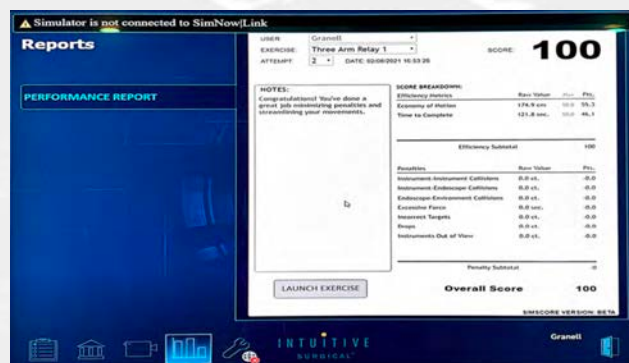 Simulator is not connected to SimNow|Link
Reports
PERFORMANCE REPORT
USER: Granell
EXERCISE: Three Arm Relay 1
ATTEMPT: 2 DATE: 02/08/2021 16:53:26
SCORE: 100
NOTES:
Congratulations! You've done a
great job minimizing penalties and
streamlining your movements.
SCORE BREAKDOWN:
Efficiency Metrics Raw Value Max Pts.
Economy of Motion 174.9 cm 50.0 55.3
Time to Complete 121.8 sec. 50.0 46.1
Efficiency Subtotal 100
Penalties Raw Value Pts.
Instrument-Instrument Collisions 0.0 ct. -0.0
Instrument-Endoscope Collisions 0.0 ct. -0.0
Endoscope-Environment Collisions 0.0 ct. -0.0
Excessive Force 0.0 sec. -0.0
Incorrect Targets 0.0 ct. -0.0
Drops 0.0 ct. -0.0
Instruments Out of View 0.0 ct. -0.0
Penalty Subtotal -0
LAUNCH EXERCISE
Overall Score 100
SIMSCORE VERSION: BETA
INTUITIVE
SURGICAL
Granell